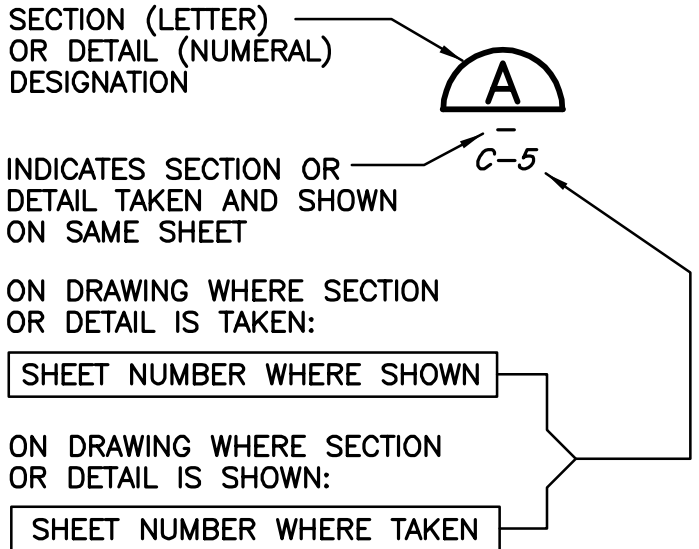 SECTION (LETTER)
OR DETAIL (NUMERAL)
DESIGNATION
A
–
C-5
INDICATES SECTION OR
DETAIL TAKEN AND SHOWN
ON SAME SHEET
ON DRAWING WHERE SECTION
OR DETAIL IS TAKEN:
SHEET NUMBER WHERE SHOWN
ON DRAWING WHERE SECTION
OR DETAIL IS SHOWN:
SHEET NUMBER WHERE TAKEN